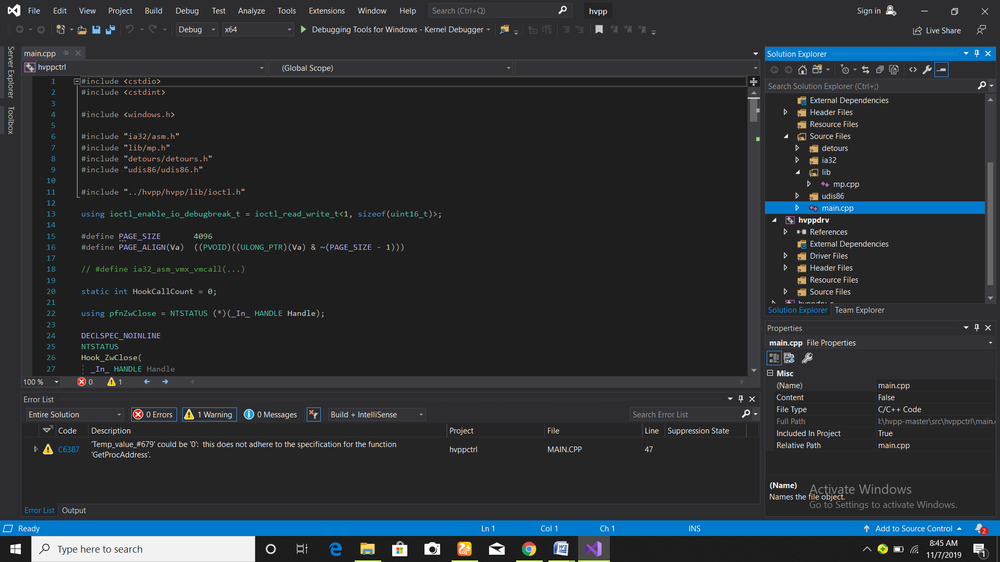 File Edit View Project Build Debug Test Analyze Tools Extensions Window Help Search (Ctrl+Q) hvpp Sign in
Debug x64 Debugging Tools for Windows - Kernel Debugger Live Share
Server Explorer
Toolbox
main.cpp
hvppctrl (Global Scope)
1 #include <cstdio>
2 #include <cstdint>
3
4 #include <windows.h>
5
6 #include "ia32/asm.h"
7 #include "lib/mp.h"
8 #include "detours/detours.h"
9 #include "udis86/udis86.h"
10
11 #include "../hvpp/hvpp/lib/ioctl.h"
12
13 using ioctl_enable_io_debugbreak_t = ioctl_read_write_t<1, sizeof(uint16_t)>;
14
15 #define PAGE_SIZE 4096
16 #define PAGE_ALIGN(Va) ((PVOID)((ULONG_PTR)(Va) & ~(PAGE_SIZE - 1)))
17
18 // #define ia32_asm_vmx_vmcall(...)
19
20 static int HookCallCount = 0;
21
22 using pfnZwClose = NTSTATUS (*)(_In_ HANDLE Handle);
23
24 DECLSPEC_NOINLINE
25 NTSTATUS
26 Hook_ZwClose(
27 _In_ HANDLE Handle
100 % 0 1
Error List
Entire Solution 0 Errors 1 Warning 0 Messages Build + IntelliSense Search Error List
Code Description Project File Line Suppression State
C6387 'Temp_value_#679' could be '0': this does not adhere to the specification for the function 'GetProcAddress'. hvppctrl MAIN.CPP 47
Error List Output
Solution Explorer
Search Solution Explorer (Ctrl+;)
External Dependencies
Header Files
Resource Files
Source Files
detours
ia32
lib
mp.cpp
udis86
main.cpp
hvppdrv
References
External Dependencies
Driver Files
Header Files
Resource Files
Source Files
Solution Explorer Team Explorer
Properties
main.cpp File Properties
Misc
(Name) main.cpp
Content False
File Type C/C++ Code
Full Path I:\hvpp-master\src\hvppctrl\main.
Included In Project True
Relative Path main.cpp
(Name)
Names the file object.
Activate Windows
Go to Settings to activate Windows.
Ready Ln 1 Col 1 Ch 1 INS Add to Source Control 2
Type here to search 8:45 AM
11/7/2019 1